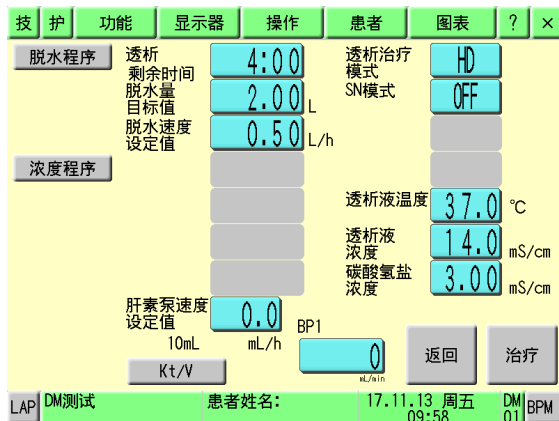 技 护 功能 显示器 操作 患者 图表 ? ×
脱水程序
透析
剩余时间
4:00
透析治疗
模式
HD
脱水量
目标值
2.00 L
SN模式
OFF
脱水速度
设定值
0.50 L/h
浓度程序
透析液温度
37.0 ℃
透析液
浓度
14.0 mS/cm
碳酸氢盐
浓度
3.00 mS/cm
肝素泵速度
设定值
0.0
10mL mL/h
BP1
0
mL/min
Kt/V
返回
治疗
LAP DM测试 患者姓名: 17.11.13 周五
09:58
DM
01
BPM